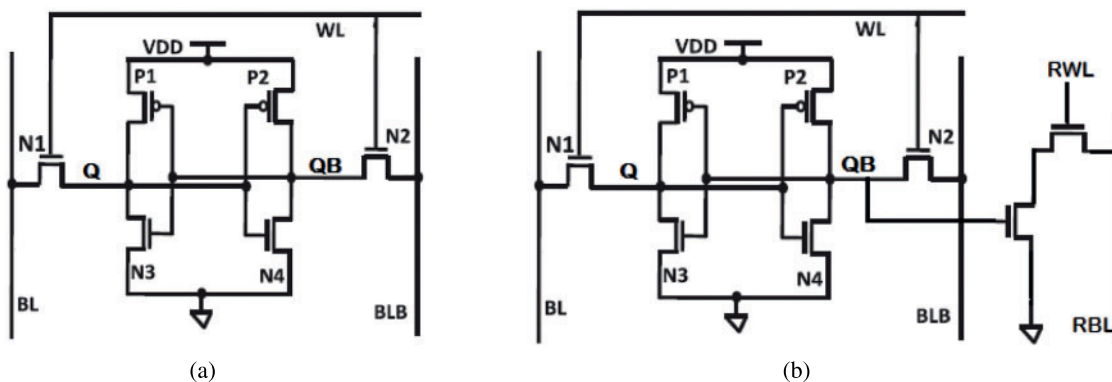 WL
VDD
P1
P2
N1
N2
Q
QB
N3
N4
BL
BLB
(a)
WL
VDD
P1
P2
RWL
N1
N2
Q
QB
N3
N4
BL
BLB
RBL
(b)